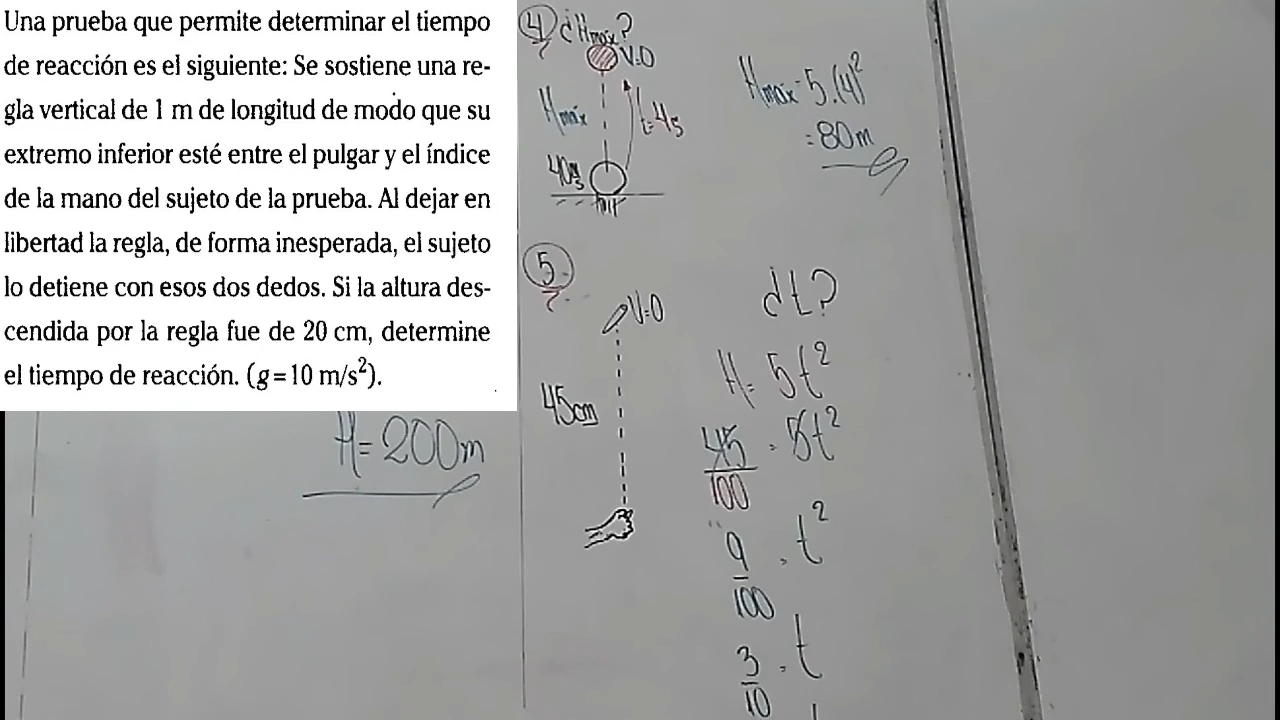 Una prueba que permite determinar el tiempo
de reacción es el siguiente: Se sostiene una re-
gla vertical de 1 m de longitud de modo que su
extremo inferior esté entre el pulgar y el índice
de la mano del sujeto de la prueba. Al dejar en
libertad la regla, de forma inesperada, el sujeto
lo detiene con esos dos dedos. Si la altura des-
cendida por la regla fue de 20 cm, determine
el tiempo de reacción. (g=10 m/s²).
H=200m
4 ¿Hmáx?
V=0
Hmáx
t=4s
40m/s
Hmáx=5.(4)²
=80m
5.
V=0
45cm
¿t?
H=5t²
45/100=5t²
9/100=t²
3/10=t